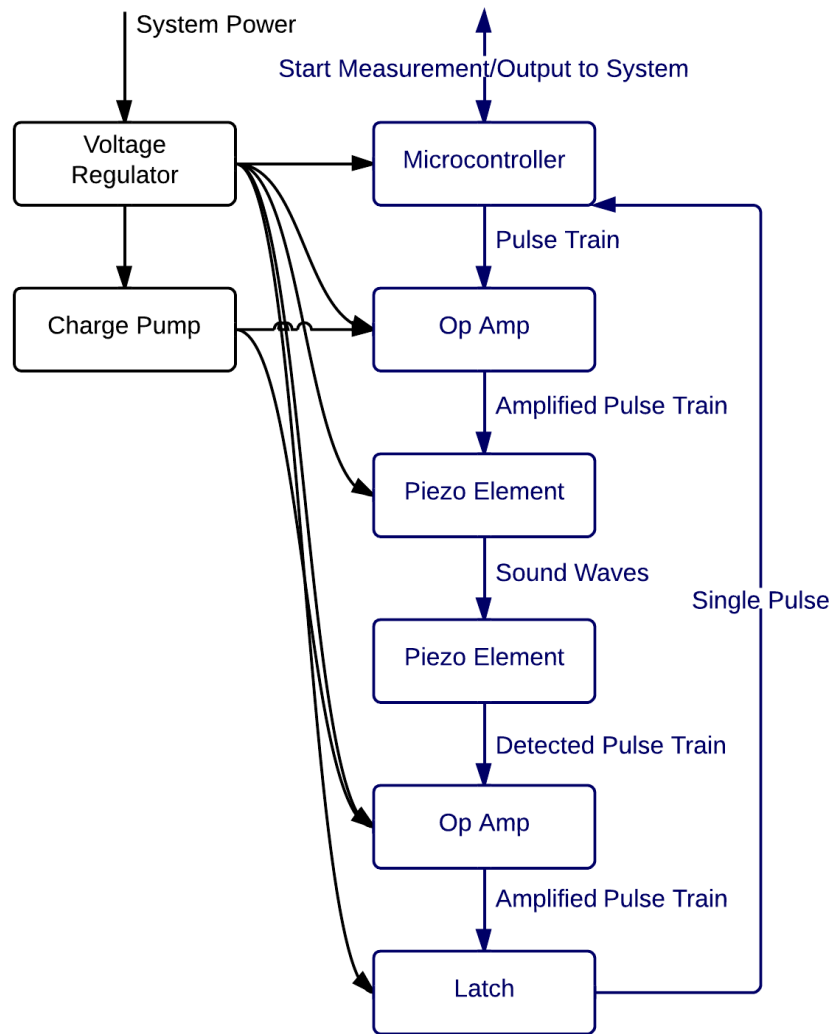 System Power
Start Measurement/Output to System
Voltage
Regulator
Microcontroller
Pulse Train
Charge Pump
Op Amp
Amplified Pulse Train
Piezo Element
Sound Waves
Single Pulse
Piezo Element
Detected Pulse Train
Op Amp
Amplified Pulse Train
Latch